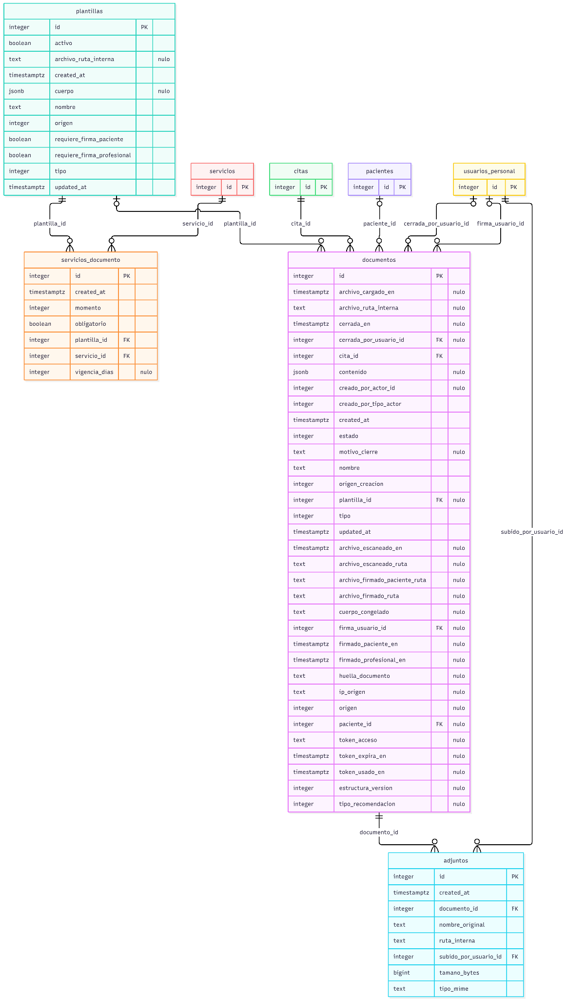 plantillas
integer id PK
boolean activo
text archivo_ruta_interna nulo
timestamptz created_at
jsonb cuerpo nulo
text nombre
integer origen
boolean requiere_firma_paciente
boolean requiere_firma_profesional
integer tipo
timestamptz updated_at
servicios
integer id PK
citas
integer id PK
pacientes
integer id PK
usuarios_personal
integer id PK
plantilla_id
servicio_id
plantilla_id
cita_id
paciente_id
cerrada_por_usuario_id
firma_usuario_id
servicios_documento
integer id PK
timestamptz created_at
integer momento
boolean obligatorio
integer plantilla_id FK
integer servicio_id FK
integer vigencia_dias nulo
documentos
integer id PK
timestamptz archivo_cargado_en nulo
text archivo_ruta_interna nulo
timestamptz cerrada_en nulo
integer cerrada_por_usuario_id FK nulo
integer cita_id FK
jsonb contenido nulo
integer creado_por_actor_id nulo
integer creado_por_tipo_actor
timestamptz created_at
integer estado
text motivo_cierre nulo
text nombre
integer origen_creacion
integer plantilla_id FK nulo
integer tipo
timestamptz updated_at
timestamptz archivo_escaneado_en nulo
text archivo_escaneado_ruta nulo
text archivo_firmado_paciente_ruta nulo
text archivo_firmado_ruta nulo
text cuerpo_congelado nulo
integer firma_usuario_id FK nulo
timestamptz firmado_paciente_en nulo
timestamptz firmado_profesional_en nulo
text huella_documento nulo
text ip_origen nulo
integer origen nulo
integer paciente_id FK nulo
text token_acceso nulo
timestamptz token_expira_en nulo
timestamptz token_usado_en nulo
integer estructura_version nulo
integer tipo_recomendacion nulo
subido_por_usuario_id
documento_id
adjuntos
integer id PK
timestamptz created_at
integer documento_id FK
text nombre_original
text ruta_interna
integer subido_por_usuario_id FK
bigint tamano_bytes
text tipo_mime